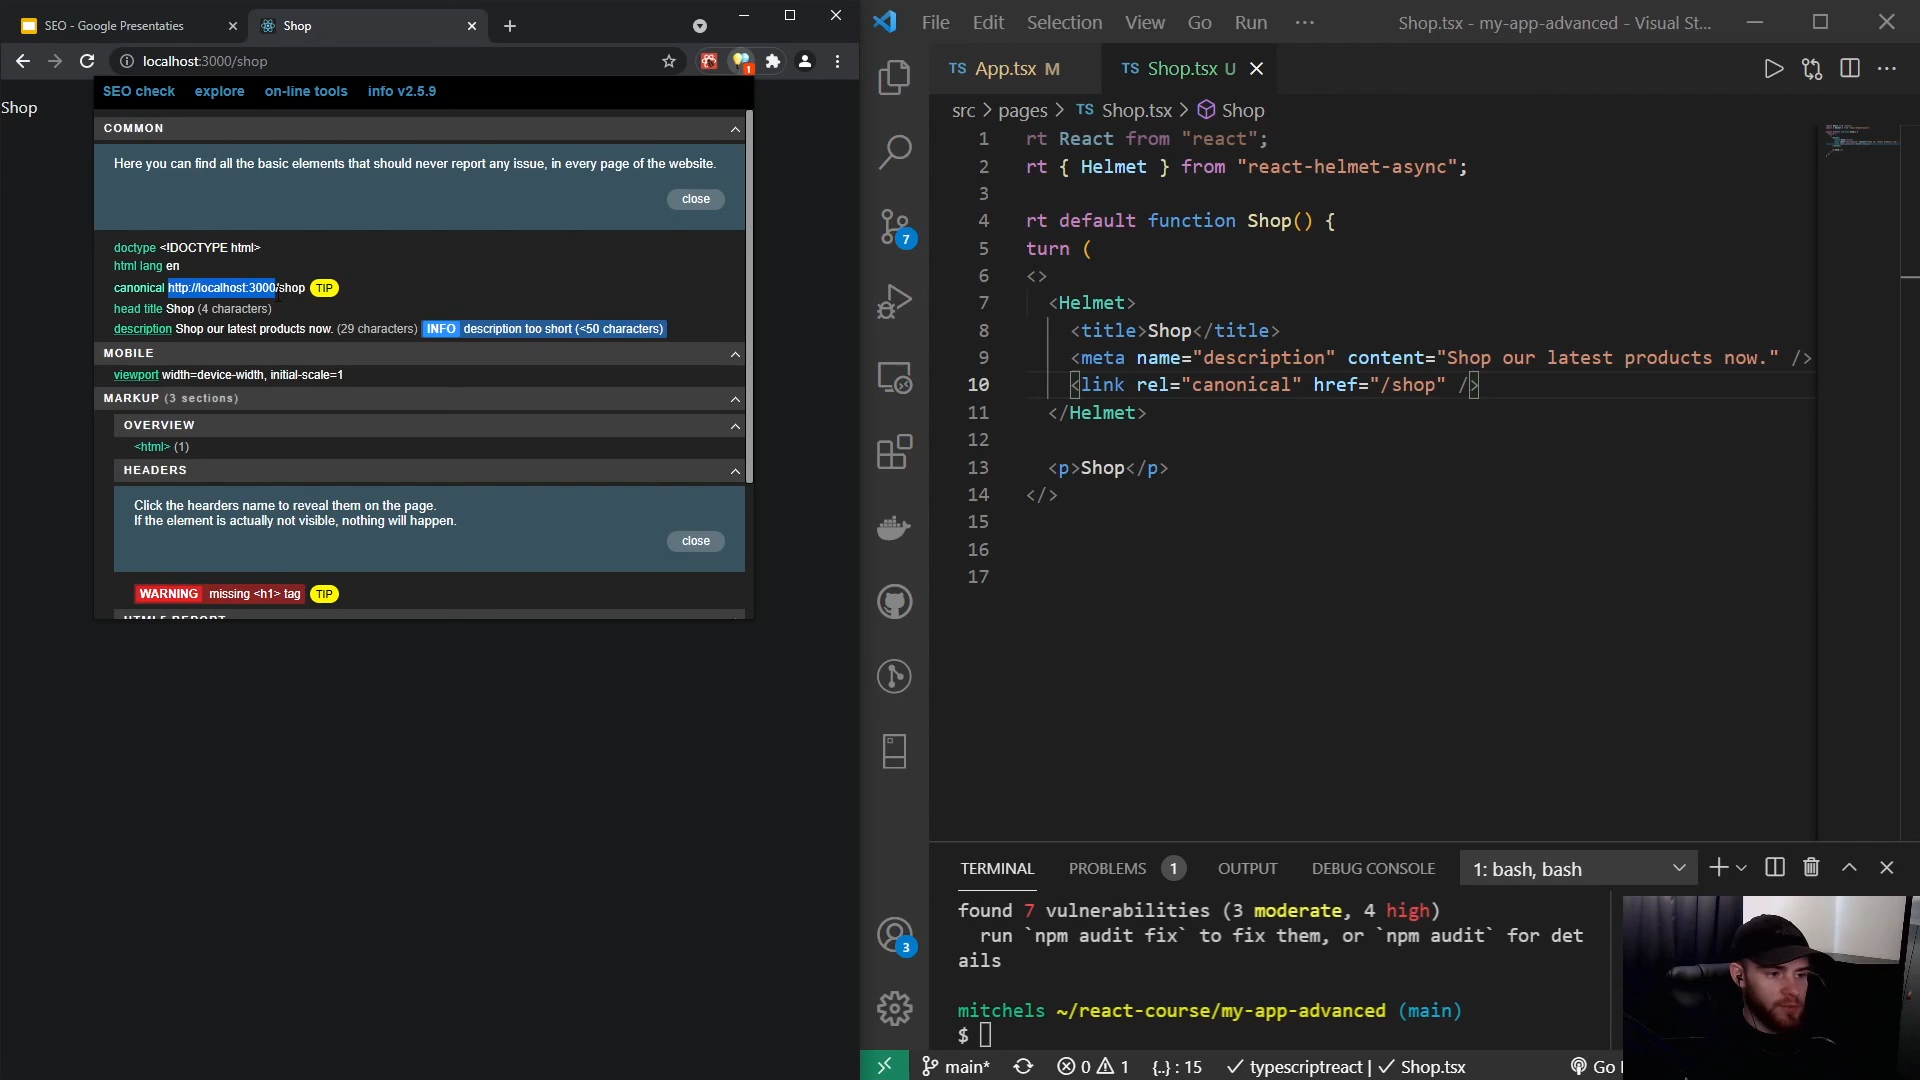 SEO - Google Presentaties
Shop
localhost:3000/shop
1
Shop
SEO check explore on-line tools info v2.5.9
COMMON
Here you can find all the basic elements that should never report any issue, in every page of the website.
close
doctype <!DOCTYPE html>
html lang en
canonical http://localhost:3000/shop TIP
head title Shop (4 characters)
description Shop our latest products now. (29 characters) INFO description too short (<50 characters)
MOBILE
viewport width=device-width, initial-scale=1
MARKUP (3 sections)
OVERVIEW
<html> (1)
HEADERS
Click the hearders name to reveal them on the page.
If the element is actually not visible, nothing will happen.
close
WARNING missing <h1> tag TIP
HTML5 REPORT
File Edit Selection View Go Run ···
Shop.tsx - my-app-advanced - Visual St...
TS App.tsx M
TS Shop.tsx U
src > pages > TS Shop.tsx > Shop
1 rt React from "react";
2 rt { Helmet } from "react-helmet-async";
3
4 rt default function Shop() {
5 turn (
6 <>
7 <Helmet>
8 <title>Shop</title>
9 <meta name="description" content="Shop our latest products now." />
10 <link rel="canonical" href="/shop" />
11 </Helmet>
12
13 <p>Shop</p>
14 </>
15
16
17
7
3
TERMINAL PROBLEMS 1 OUTPUT DEBUG CONSOLE 1: bash, bash
found 7 vulnerabilities (3 moderate, 4 high)
run `npm audit fix` to fix them, or `npm audit` for det
ails
mitchels ~/react-course/my-app-advanced (main)
$
main* 0 1 {..} : 15 typescriptreact | Shop.tsx Go